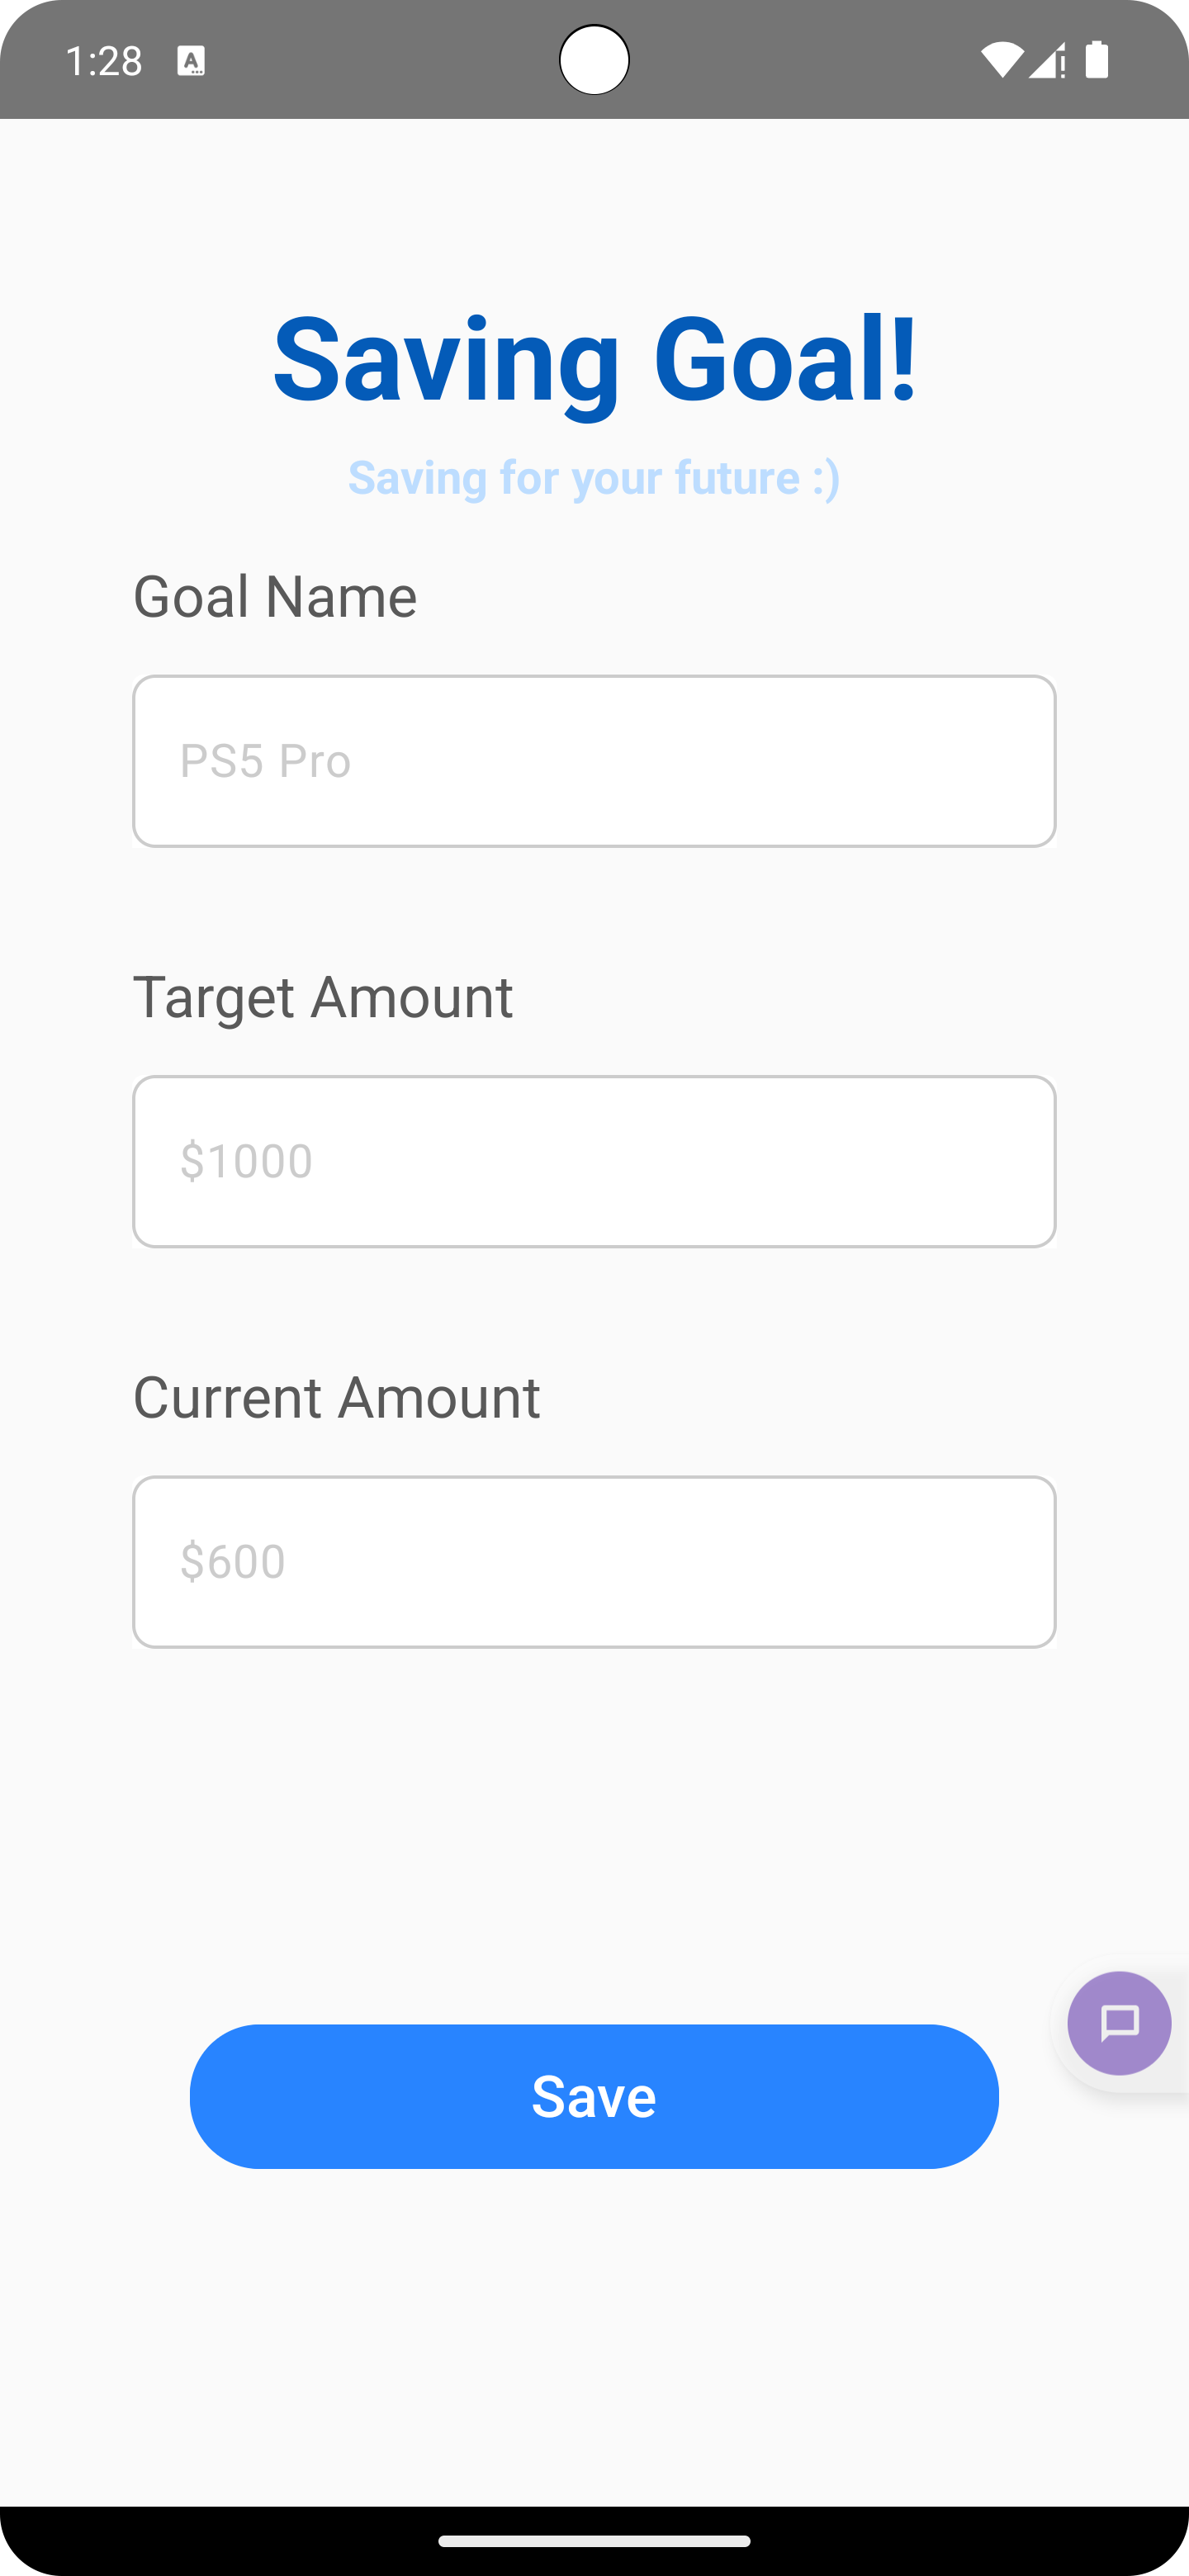 1:28
Saving Goal!
Saving for your future :)
Goal Name
PS5 Pro
Target Amount
$1000
Current Amount
$600
Save